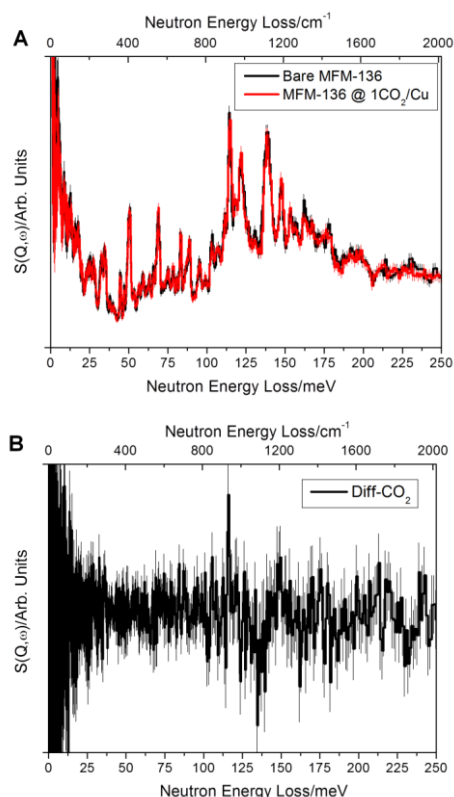 Neutron Energy Loss/cm⁻¹
0 400 800 1200 1600 2000
A
Bare MFM-136
MFM-136 @ 1CO₂/Cu
S(Q,ω)/Arb. Units
0 25 50 75 100 125 150 175 200 225 250
Neutron Energy Loss/meV
Neutron Energy Loss/cm⁻¹
B
0 400 800 1200 1600 2000
Diff-CO₂
S(Q,ω)/Arb. Units
0 25 50 75 100 125 150 175 200 225 250
Neutron Energy Loss/meV